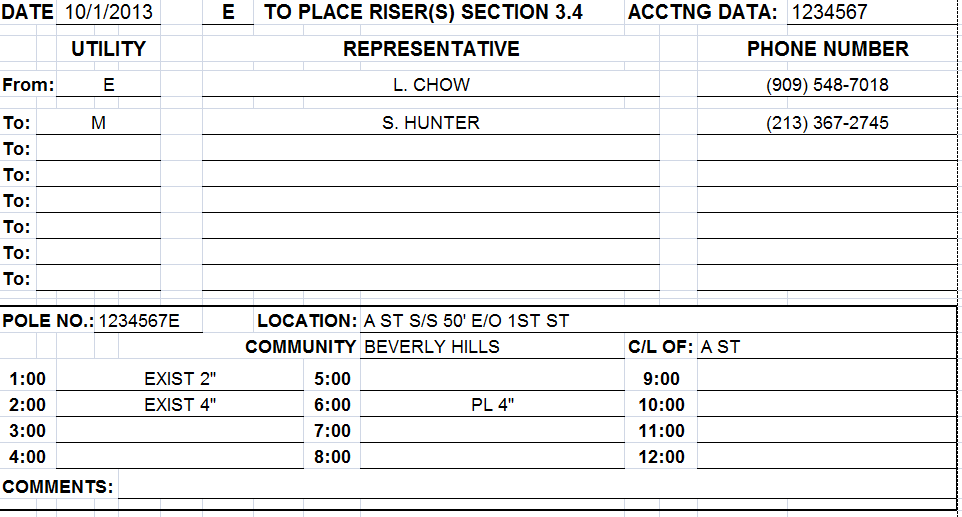 DATE 10/1/2013 E TO PLACE RISER(S) SECTION 3.4 ACCTNG DATA: 1234567
UTILITY REPRESENTATIVE PHONE NUMBER
From: E L. CHOW (909) 548-7018
To: M S. HUNTER (213) 367-2745
To:
To:
To:
To:
To:
To:
POLE NO.: 1234567E LOCATION: A ST S/S 50' E/O 1ST ST
COMMUNITY BEVERLY HILLS C/L OF: A ST
1:00 EXIST 2" 5:00 9:00
2:00 EXIST 4" 6:00 PL 4" 10:00
3:00 7:00 11:00
4:00 8:00 12:00
COMMENTS: